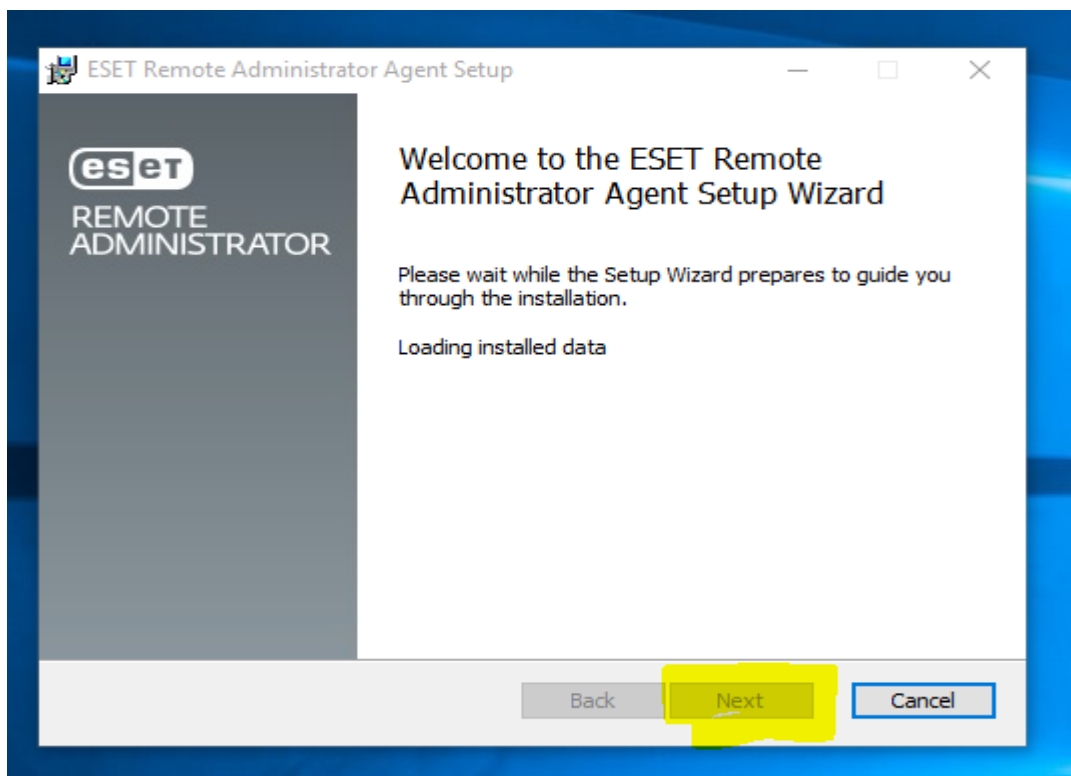 ESET Remote Administrator Agent Setup
eset
REMOTE
ADMINISTRATOR
Welcome to the ESET Remote
Administrator Agent Setup Wizard
Please wait while the Setup Wizard prepares to guide you
through the installation.
Loading installed data
Back Next Cancel